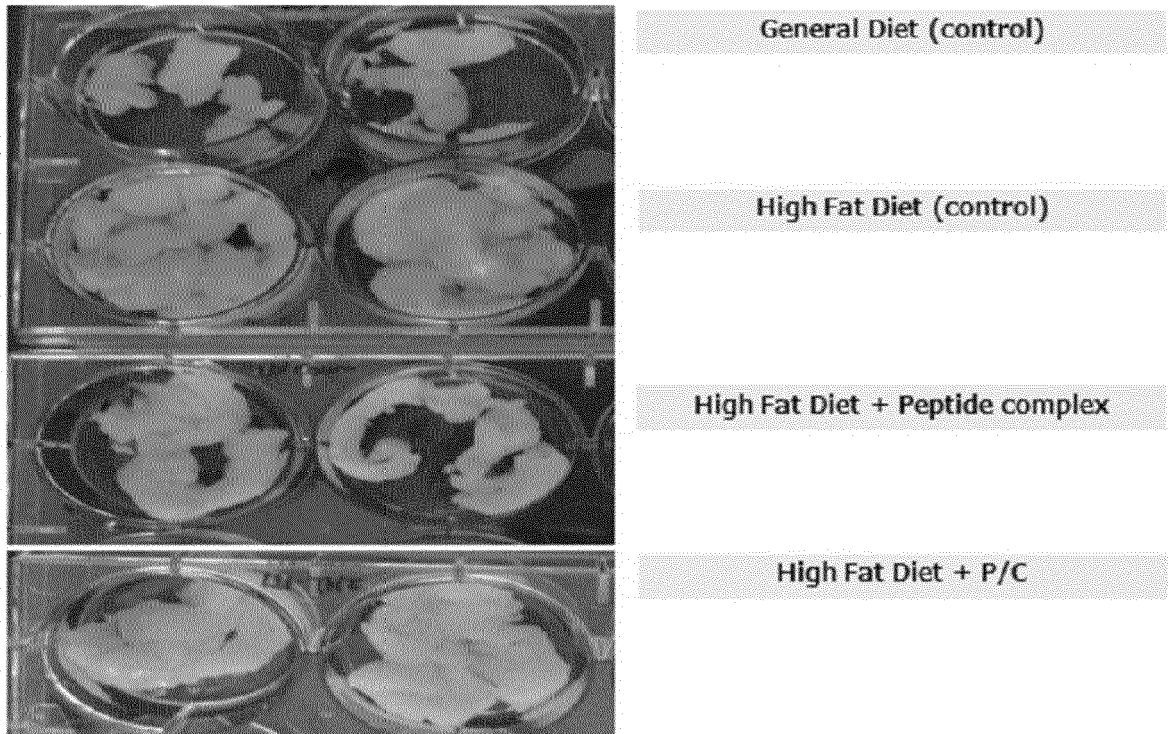 General Diet (control)
High Fat Diet (control)
High Fat Diet + Peptide complex
High Fat Diet + P/C